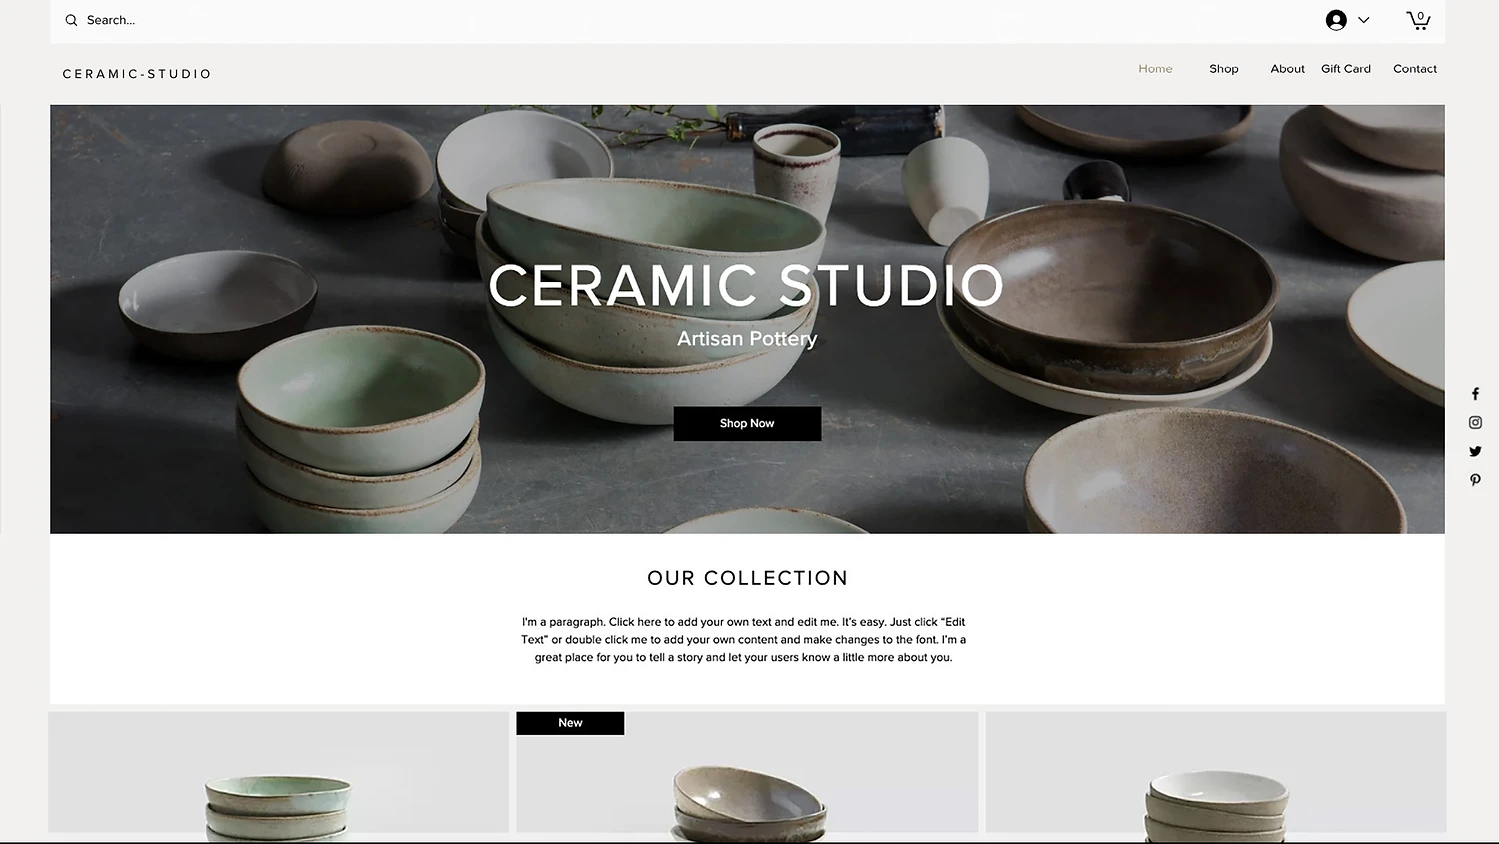 Search...
0
CERAMIC-STUDIO
Home Shop About Gift Card Contact
CERAMIC STUDIO
Artisan Pottery
Shop Now
OUR COLLECTION
I'm a paragraph. Click here to add your own text and edit me. It's easy. Just click “Edit
Text” or double click me to add your own content and make changes to the font. I'm a
great place for you to tell a story and let your users know a little more about you.
New